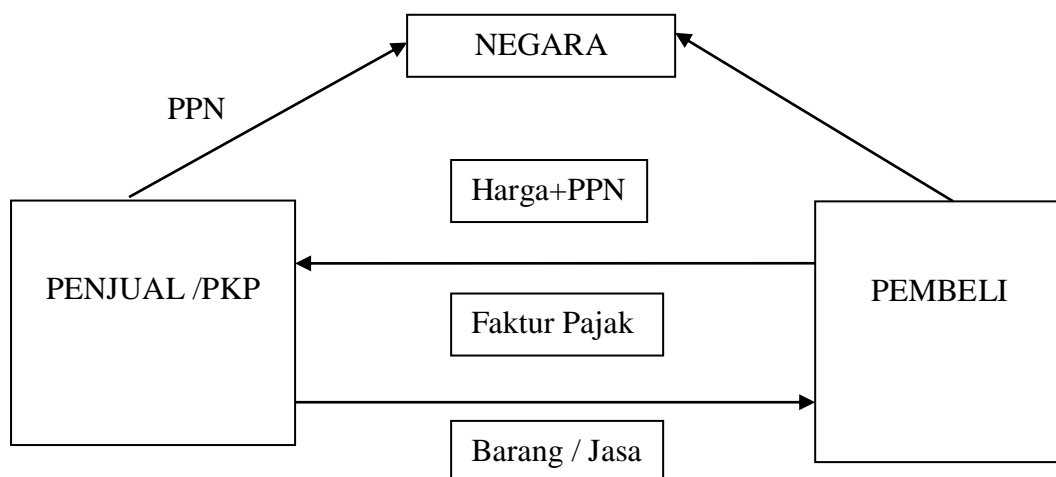 NEGARA
PPN
Harga+PPN
PENJUAL /PKP
PEMBELI
Faktur Pajak
Barang / Jasa